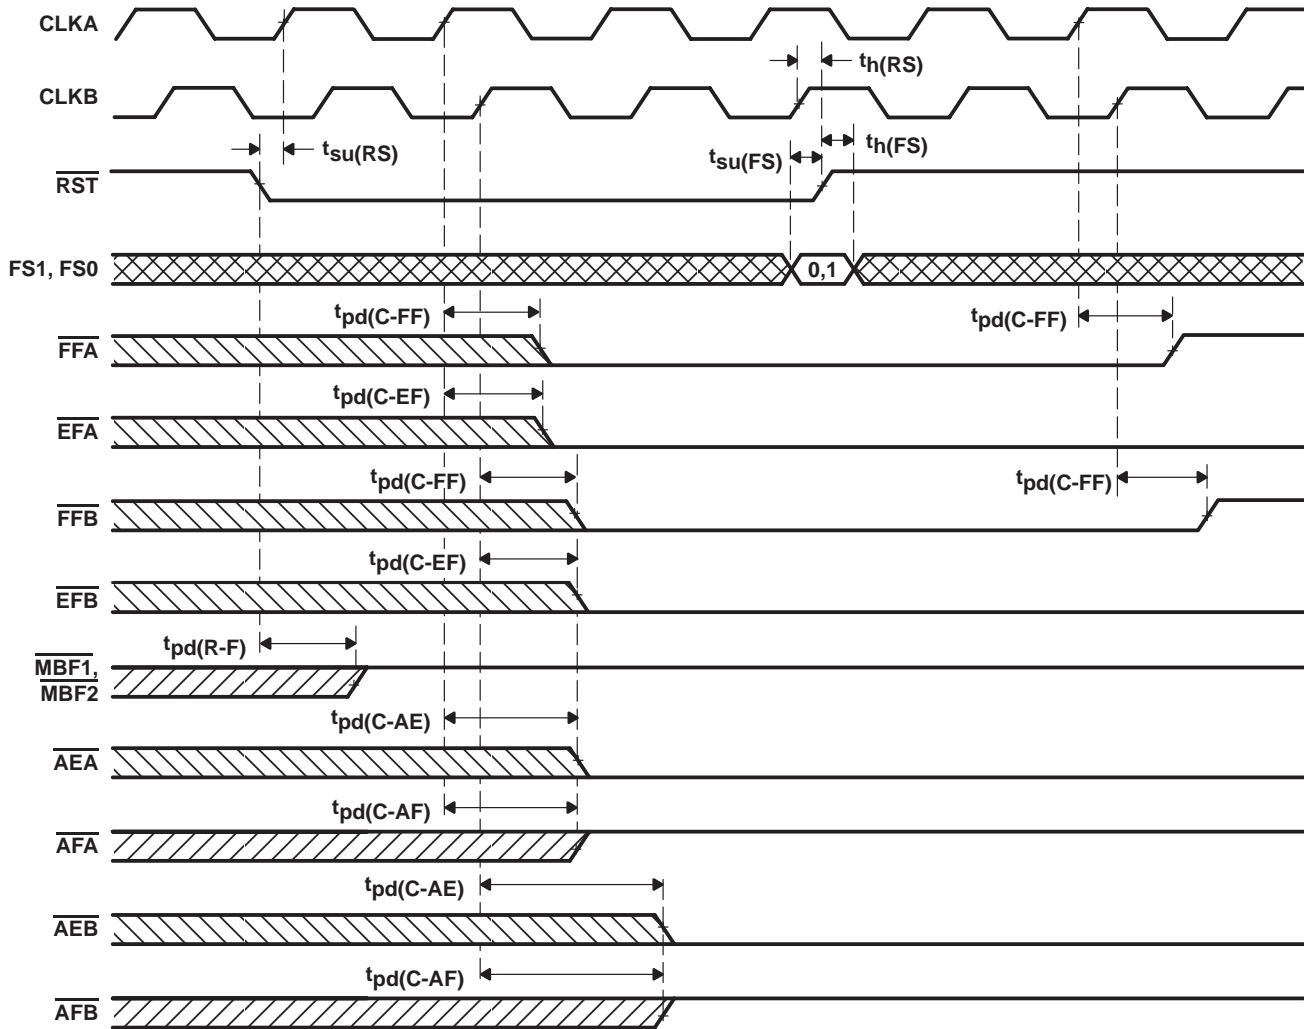 CLKA
th(RS)
CLKB
tsu(RS)
tsu(FS)
th(FS)
RST
FS1, FS0
0,1
tpd(C-FF)
tpd(C-FF)
FFA
tpd(C-EF)
EFA
tpd(C-FF)
tpd(C-FF)
FFB
tpd(C-EF)
EFB
tpd(R-F)
MBF1,
MBF2
tpd(C-AE)
AEA
tpd(C-AF)
AFA
tpd(C-AE)
AEB
tpd(C-AF)
AFB